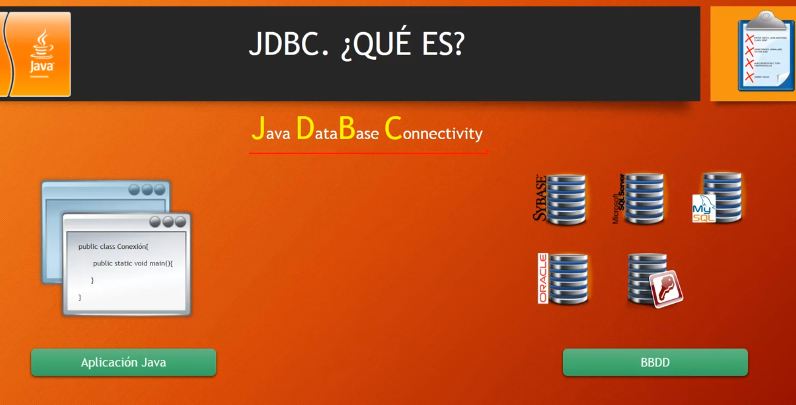 Java
JDBC. ¿QUÉ ES?
Java DataBase Connectivity
public class Conexión{
public static void main(){
}
}
SYBASE
Microsoft
SQL Server
MySQL
ORACLE
Aplicación Java
BBDD